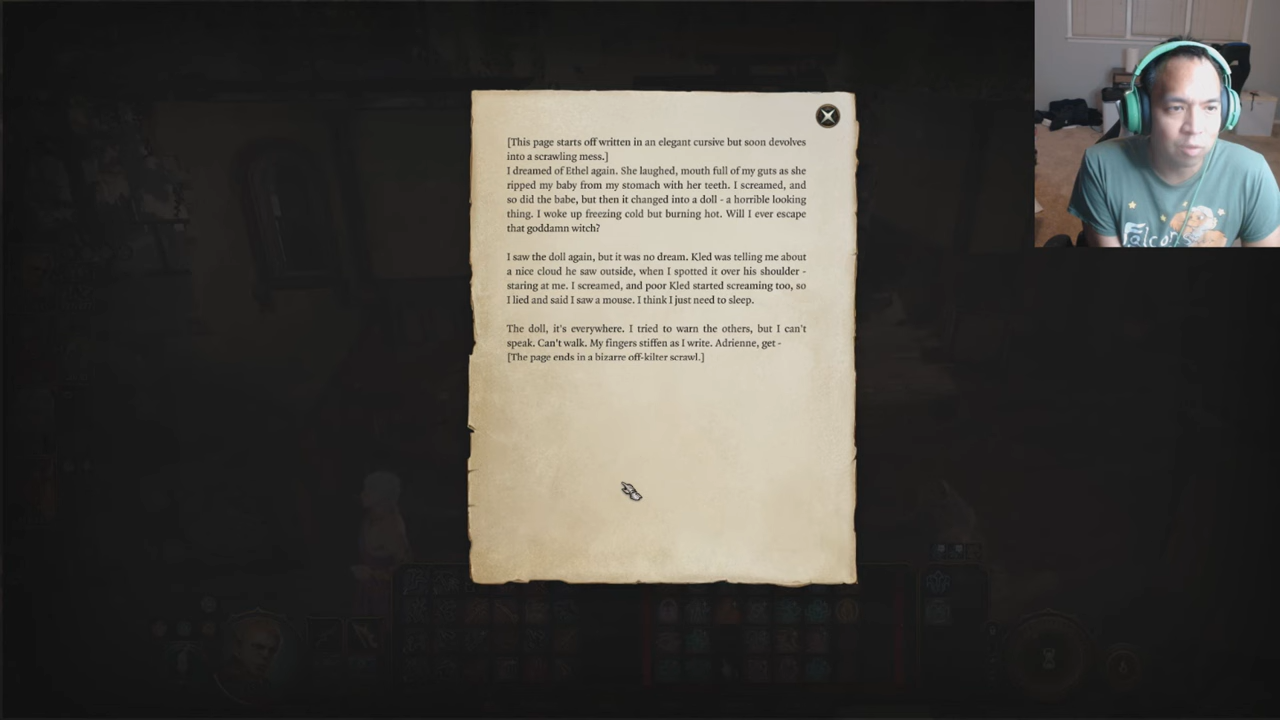 [This page starts off written in an elegant cursive but soon devolves
into a scrawling mess.]
I dreamed of Ethel again. She laughed, mouth full of my guts as she
ripped my baby from my stomach with her teeth. I screamed, and
so did the babe, but then it changed into a doll - a horrible looking
thing. I woke up freezing cold but burning hot. Will I ever escape
that goddamn witch?
I saw the doll again, but it was no dream. Kled was telling me about
a nice cloud he saw outside, when I spotted it over his shoulder -
staring at me. I screamed, and poor Kled started screaming too, so
I lied and said I saw a mouse. I think I just need to sleep.
The doll, it's everywhere. I tried to warn the others, but I can't
speak. Can't walk. My fingers stiffen as I write. Adrienne, get -
[The page ends in a bizarre off-kilter scrawl.]